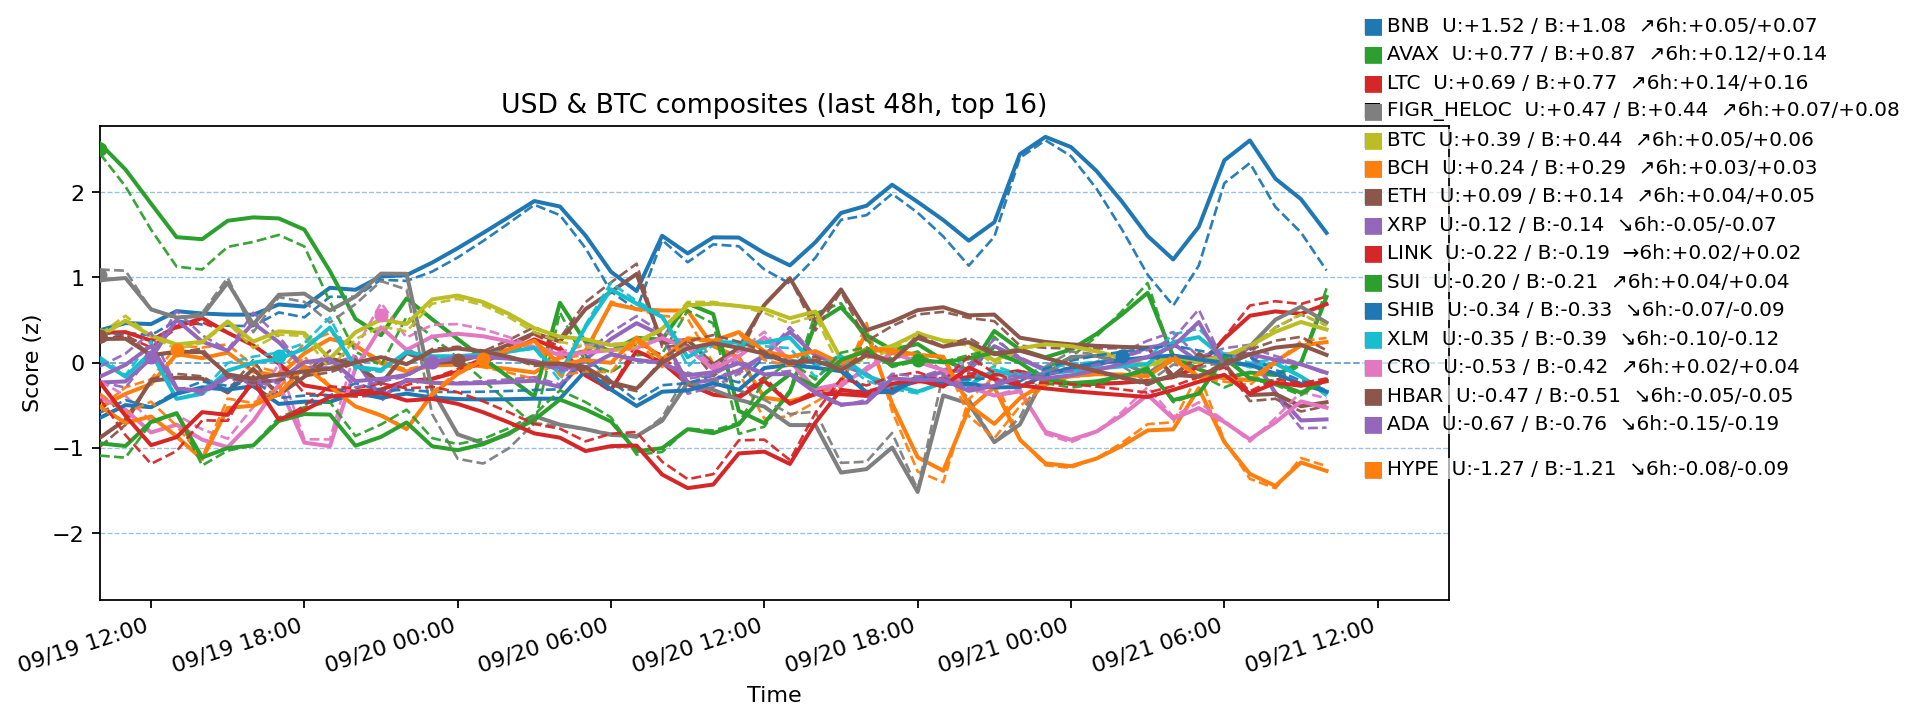 BNB U:+1.52 / B:+1.08 ↗6h:+0.05/+0.07
AVAX U:+0.77 / B:+0.87 ↗6h:+0.12/+0.14
LTC U:+0.69 / B:+0.77 ↗6h:+0.14/+0.16
FIGR_HELOC U:+0.47 / B:+0.44 ↗6h:+0.07/+0.08
BTC U:+0.39 / B:+0.44 ↗6h:+0.05/+0.06
BCH U:+0.24 / B:+0.29 ↗6h:+0.03/+0.03
ETH U:+0.09 / B:+0.14 ↗6h:+0.04/+0.05
XRP U:-0.12 / B:-0.14 ↘6h:-0.05/-0.07
LINK U:-0.22 / B:-0.19 →6h:+0.02/+0.02
SUI U:-0.20 / B:-0.21 ↗6h:+0.04/+0.04
SHIB U:-0.34 / B:-0.33 ↘6h:-0.07/-0.09
XLM U:-0.35 / B:-0.39 ↘6h:-0.10/-0.12
CRO U:-0.53 / B:-0.42 ↗6h:+0.02/+0.04
HBAR U:-0.47 / B:-0.51 ↘6h:-0.05/-0.05
ADA U:-0.67 / B:-0.76 ↘6h:-0.15/-0.19
HYPE U:-1.27 / B:-1.21 ↘6h:-0.08/-0.09
USD & BTC composites (last 48h, top 16)
Score (z)
2
1
0
−1
−2
09/19 12:00
09/19 18:00
09/20 00:00
09/20 06:00
09/20 12:00
09/20 18:00
09/21 00:00
09/21 06:00
09/21 12:00
Time